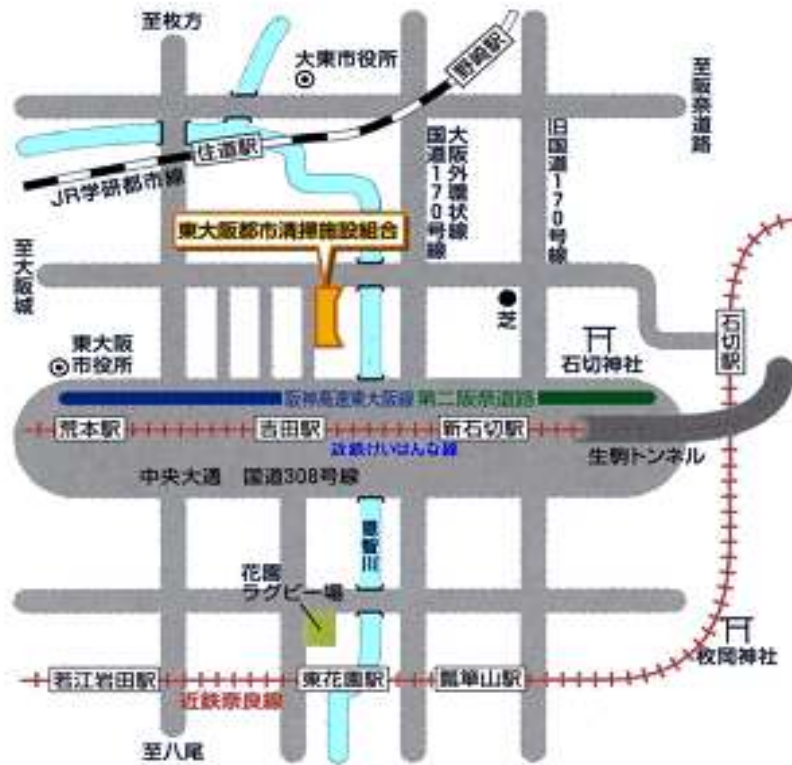 至枚方
大東市役所
野崎駅
至阪奈道路
住道駅
JR学研都市線
大阪外環状線
国道170号線
旧国道170号線
東大阪都市清掃施設組合
至大阪城
芝
石切駅
東大阪
市役所
石切神社
阪神高速東大阪線
第二阪奈道路
荒本駅
吉田駅
新石切駅
近鉄けいはんな線
生駒トンネル
中央大通 国道308号線
花園
ラグビー場
枚岡神社
若江岩田駅
東花園駅
瓢箪山駅
近鉄奈良線
至八尾